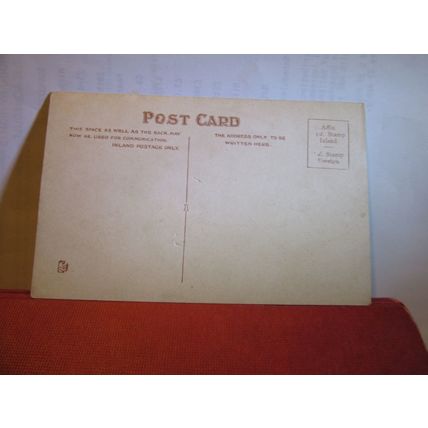 POST CARD
THIS SPACE AS WELL AS THE BACK MAY
NOW BE USED FOR COMMUNICATION
INLAND POSTAGE ONLY.
THE ADDRESS ONLY TO BE
WRITTEN HERE.
Affix
½d. Stamp
Inland
1d. Stamp
Foreign.